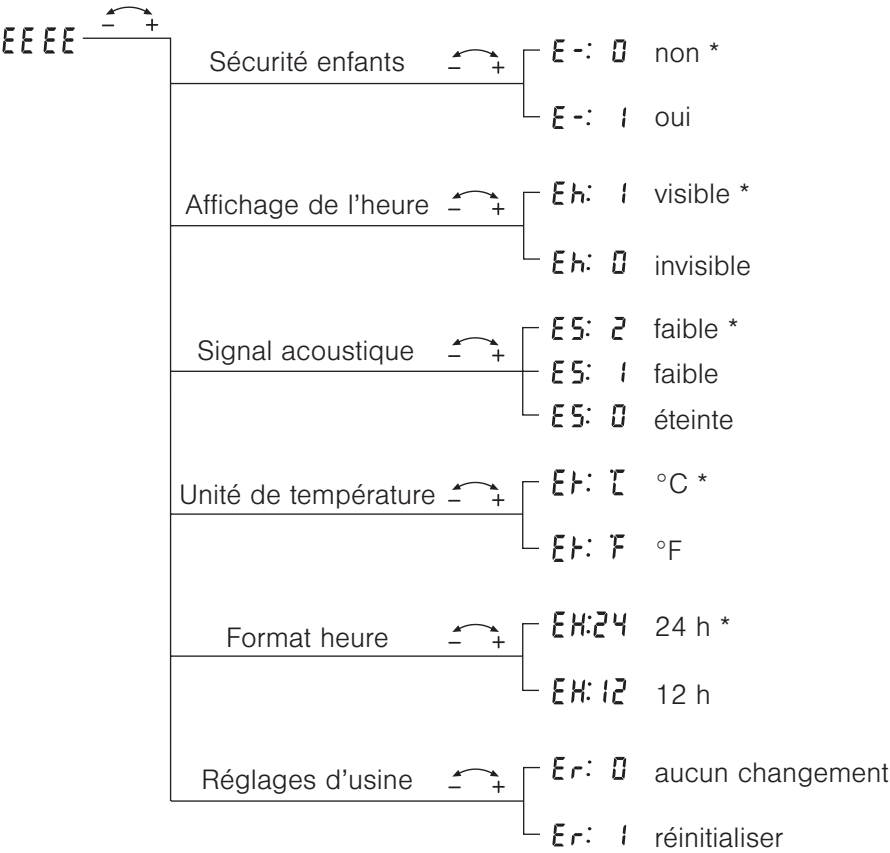 EEEE
- +
Sécurité enfants - +
E-: 0 non *
E-: 1 oui
Affichage de l'heure - +
Eh: 1 visible *
Eh: 0 invisible
Signal acoustique - +
ES: 2 faible *
ES: 1 faible
ES: 0 éteinte
Unité de température - +
Et: °C °C *
Et: °F °F
Format heure - +
EH:24 24 h *
EH:12 12 h
Réglages d'usine - +
Er: 0 aucun changement
Er: 1 réinitialiser